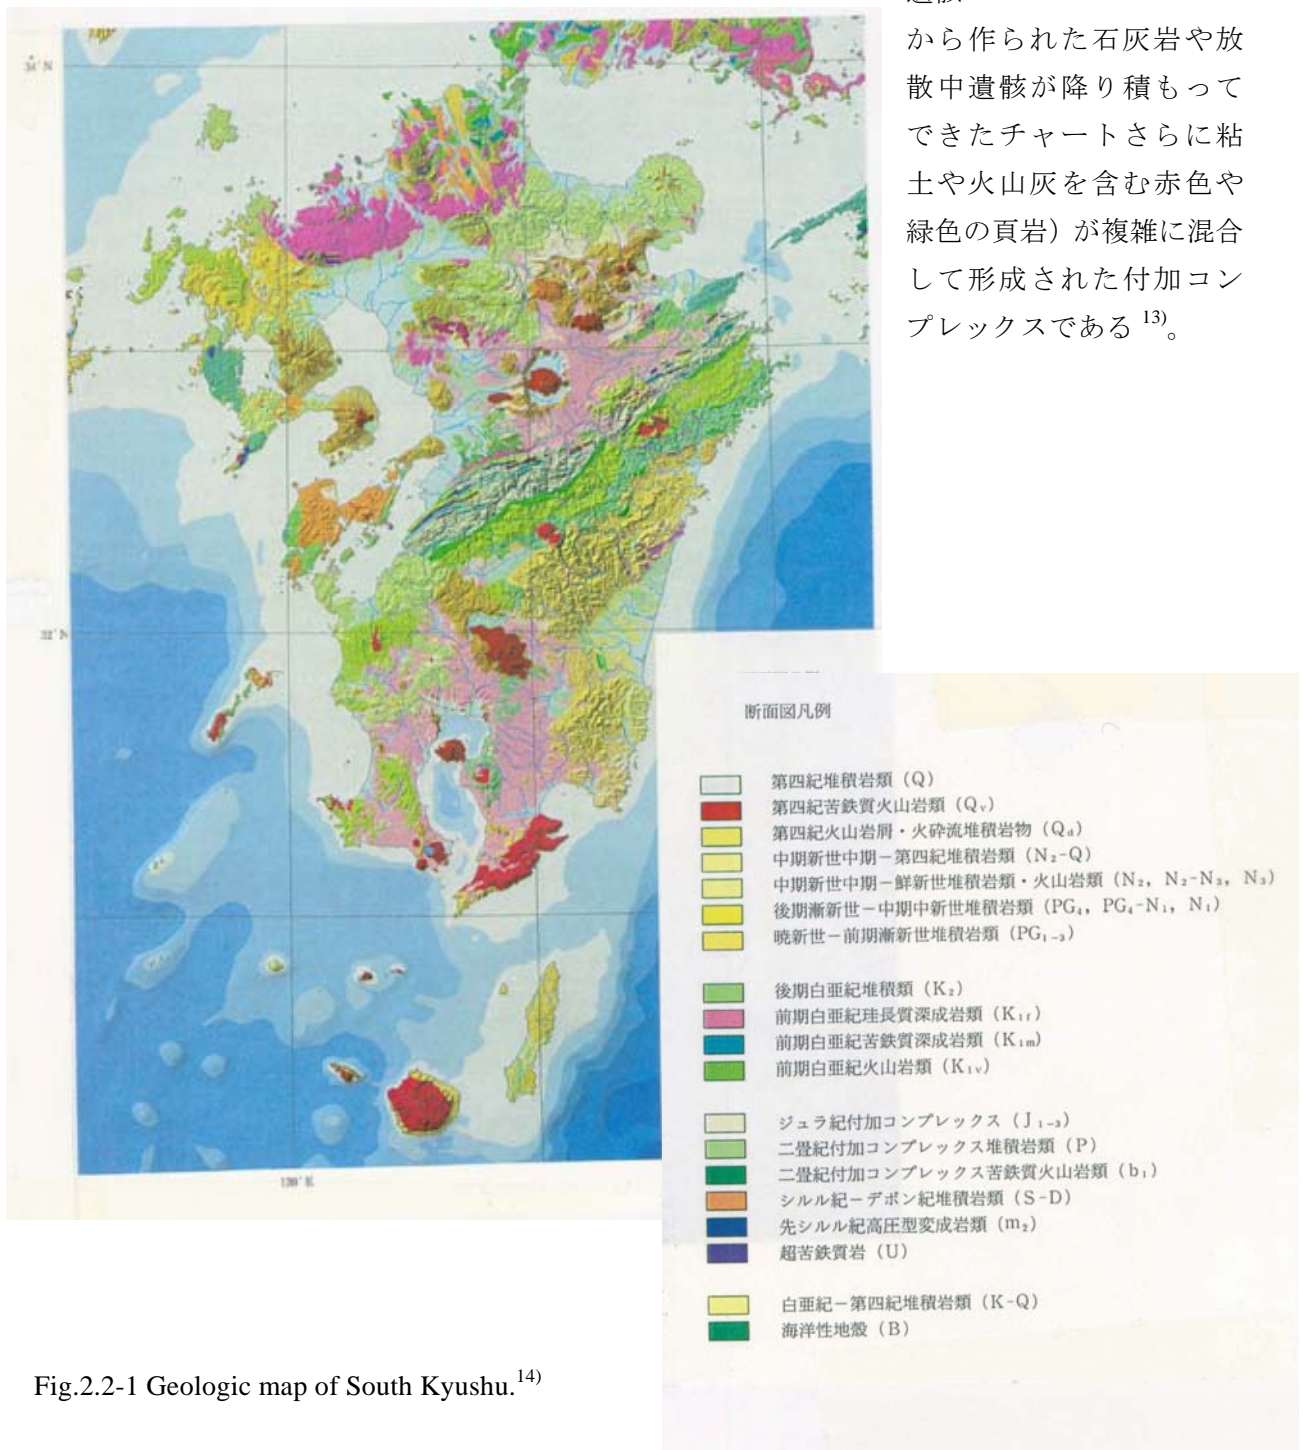 から作られた石灰岩や放
散中遺骸が降り積もって
できたチャートさらに粘
土や火山灰を含む赤色や
緑色の頁岩）が複雑に混合
して形成された付加コン
プレックスである 13)。
34°N
32°N
130°E
断面図凡例
第四紀堆積岩類（Q）
第四紀苦鉄質火山岩類（Qv）
第四紀火山岩屑・火砕流堆積岩物（Qd）
中期新世中期－第四紀堆積岩類（N2-Q）
中期新世中期－鮮新世堆積岩類・火山岩類（N2, N2-N3, N3）
後期漸新世－中期中新世堆積岩類（PG4, PG4-N1, N1）
暁新世－前期漸新世堆積岩類（PG1-3）
後期白亜紀堆積類（K2）
前期白亜紀珪長質深成岩類（K1f）
前期白亜紀苦鉄質深成岩類（K1m）
前期白亜紀火山岩類（K1v）
ジュラ紀付加コンプレックス（J1-3）
二畳紀付加コンプレックス堆積岩類（P）
二畳紀付加コンプレックス苦鉄質火山岩類（b1）
シルル紀－デボン紀堆積岩類（S-D）
先シルル紀高圧型変成岩類（m2）
超苦鉄質岩（U）
白亜紀－第四紀堆積岩類（K-Q）
海洋性地殻（B）
Fig.2.2-1 Geologic map of South Kyushu.14)